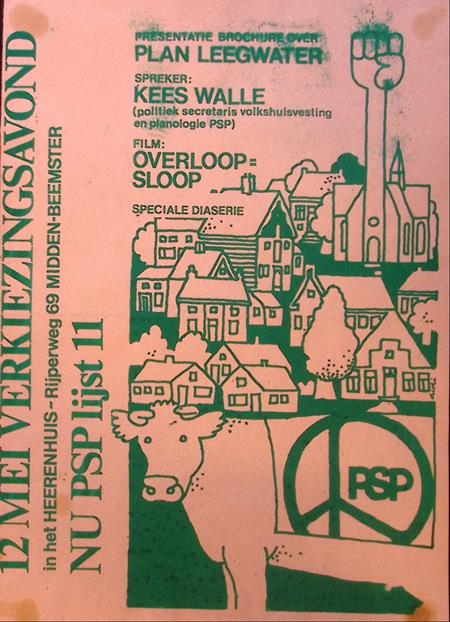 12 MEI VERKIEZINGSAVOND
in het HEERENHUIS - Rijperweg 69 MIDDEN-BEEMSTER
NU PSP lijst 11
PRESENTATIE BROCHURE OVER
PLAN LEEGWATER
SPREKER:
KEES WALLE
(politiek secretaris volkshuisvesting
en planologie PSP)
FILM:
OVERLOOP=
SLOOP
SPECIALE DIASERIE
PSP